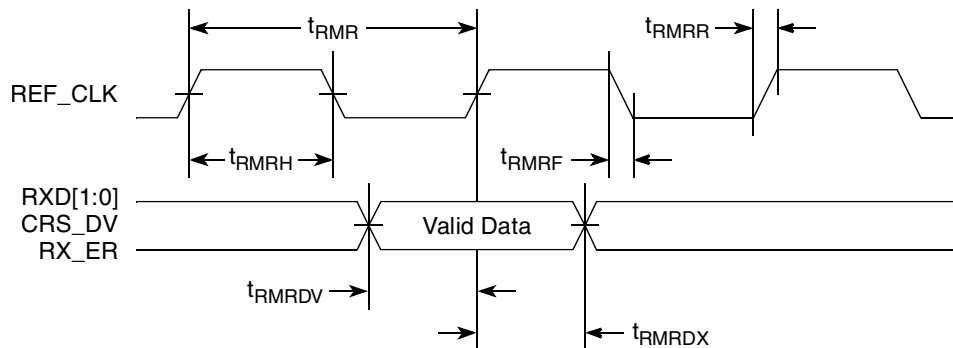 tRMR
tRMRR
REF_CLK
tRMRH
tRMRF
RXD[1:0]
CRS_DV
RX_ER
Valid Data
tRMRDV
tRMRDX